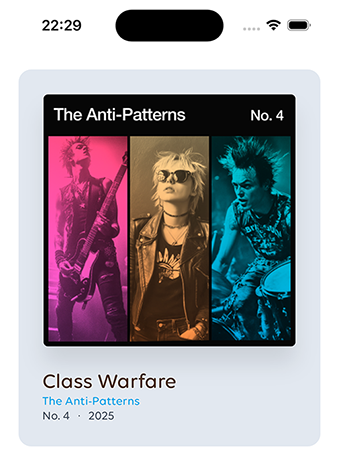 22:29
The Anti-Patterns No. 4
Class Warfare
The Anti-Patterns
No. 4 · 2025